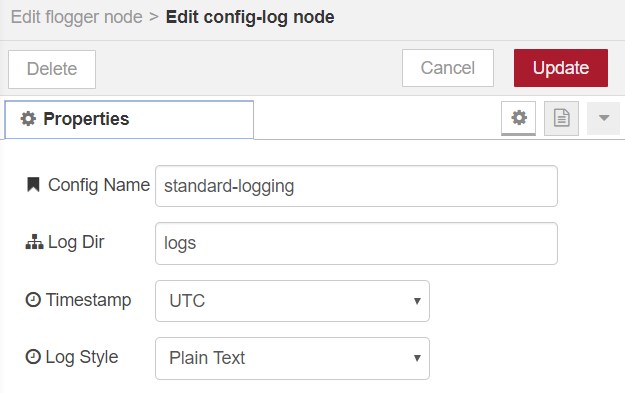 Edit flogger node > Edit config-log node
Delete Cancel Update
Properties
Config Name standard-logging
Log Dir logs
Timestamp UTC
Log Style Plain Text